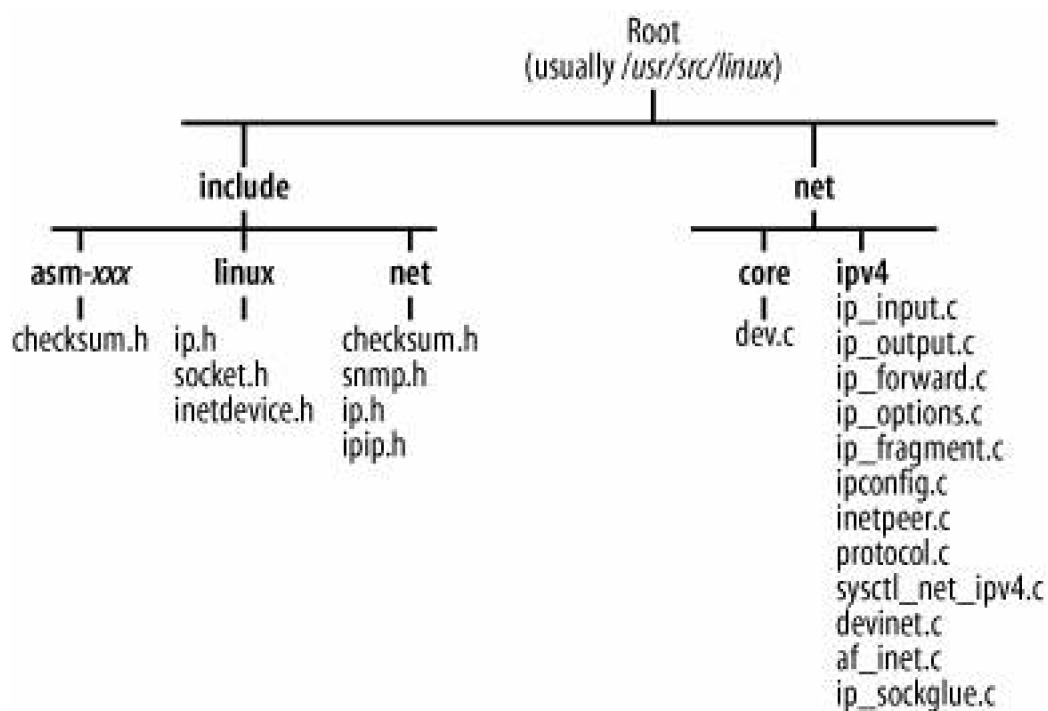 Root
(usually /usr/src/linux)
include
net
asm-xxx
linux
net
core
ipv4
checksum.h
ip.h
socket.h
inetdevice.h
checksum.h
snmp.h
ip.h
ipip.h
dev.c
ip_input.c
ip_output.c
ip_forward.c
ip_options.c
ip_fragment.c
ipconfig.c
inetpeer.c
protocol.c
sysctl_net_ipv4.c
devinet.c
af_inet.c
ip_sockglue.c